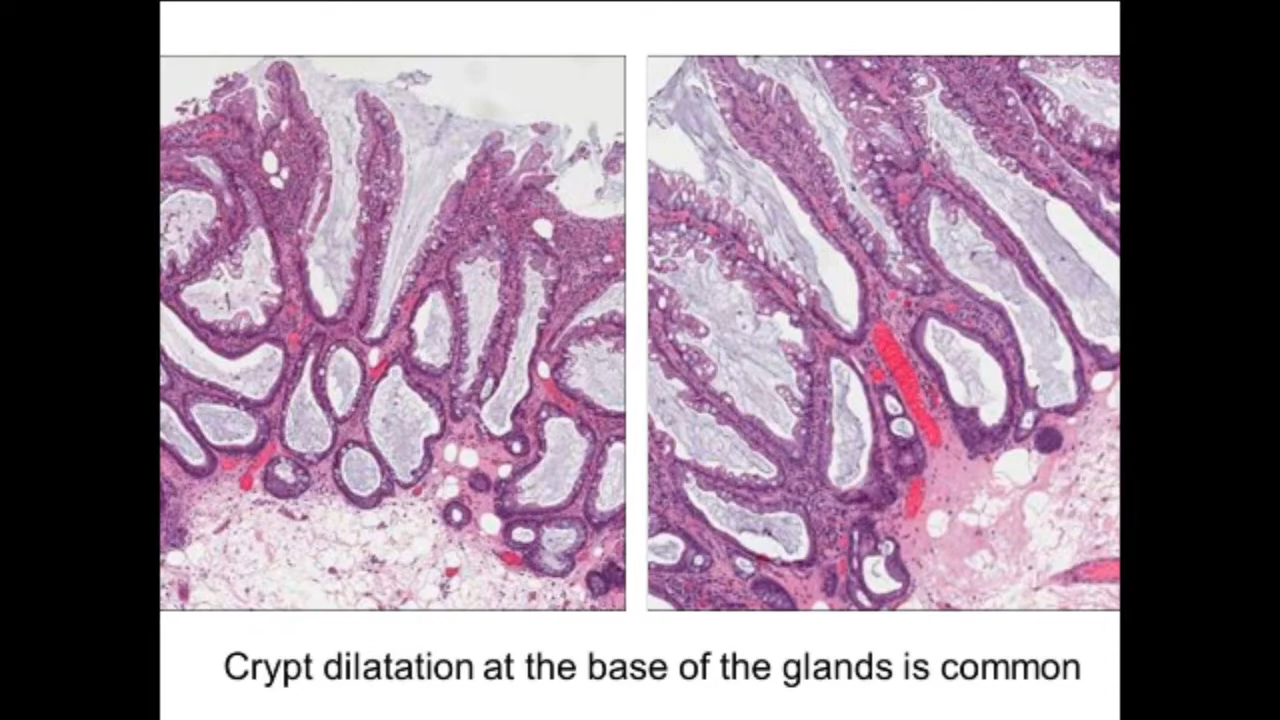 Crypt dilatation at the base of the glands is common